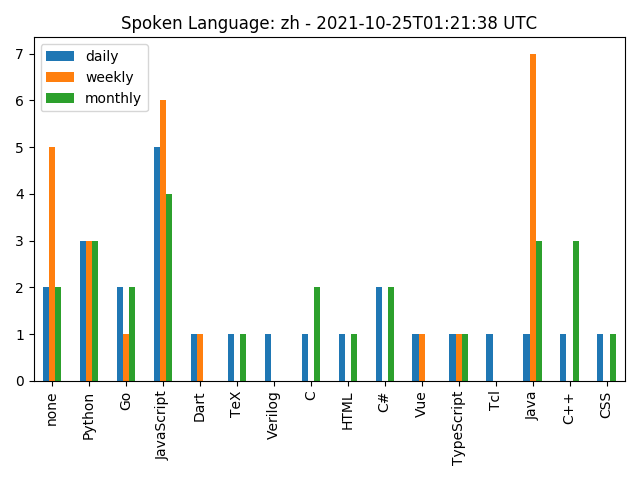 Spoken Language: zh - 2021-10-25T01:21:38 UTC
daily
weekly
monthly
7
6
5
4
3
2
1
0
none
Python
Go
JavaScript
Dart
TeX
Verilog
C
HTML
C#
Vue
TypeScript
Tcl
Java
C++
CSS